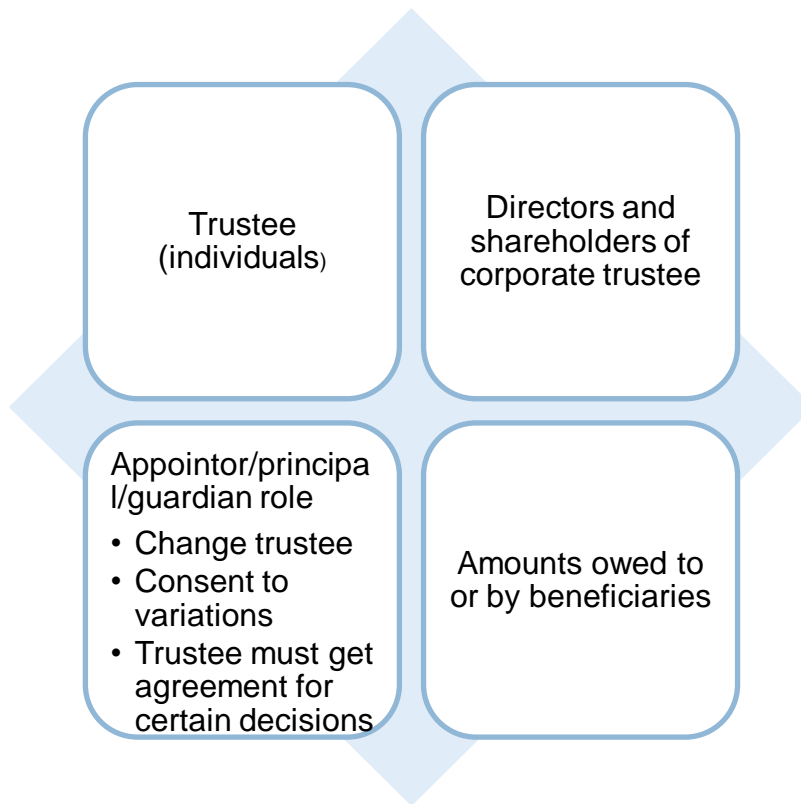 Trustee
(individuals)
Directors and
shareholders of
corporate trustee
Appointor/principa
l/guardian role
• Change trustee
• Consent to
variations
• Trustee must get
agreement for
certain decisions
Amounts owed to
or by beneficiaries